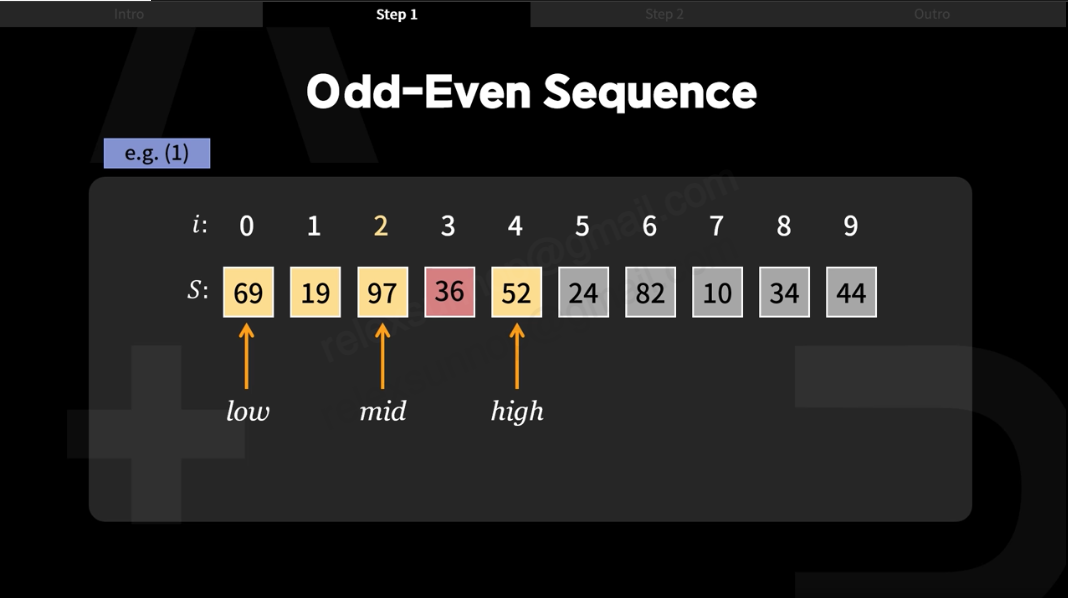 Intro Step 1 Step 2 Outro
Odd-Even Sequence
e.g. (1)
i: 0 1 2 3 4 5 6 7 8 9
S: 69 19 97 36 52 24 82 10 34 44
low mid high